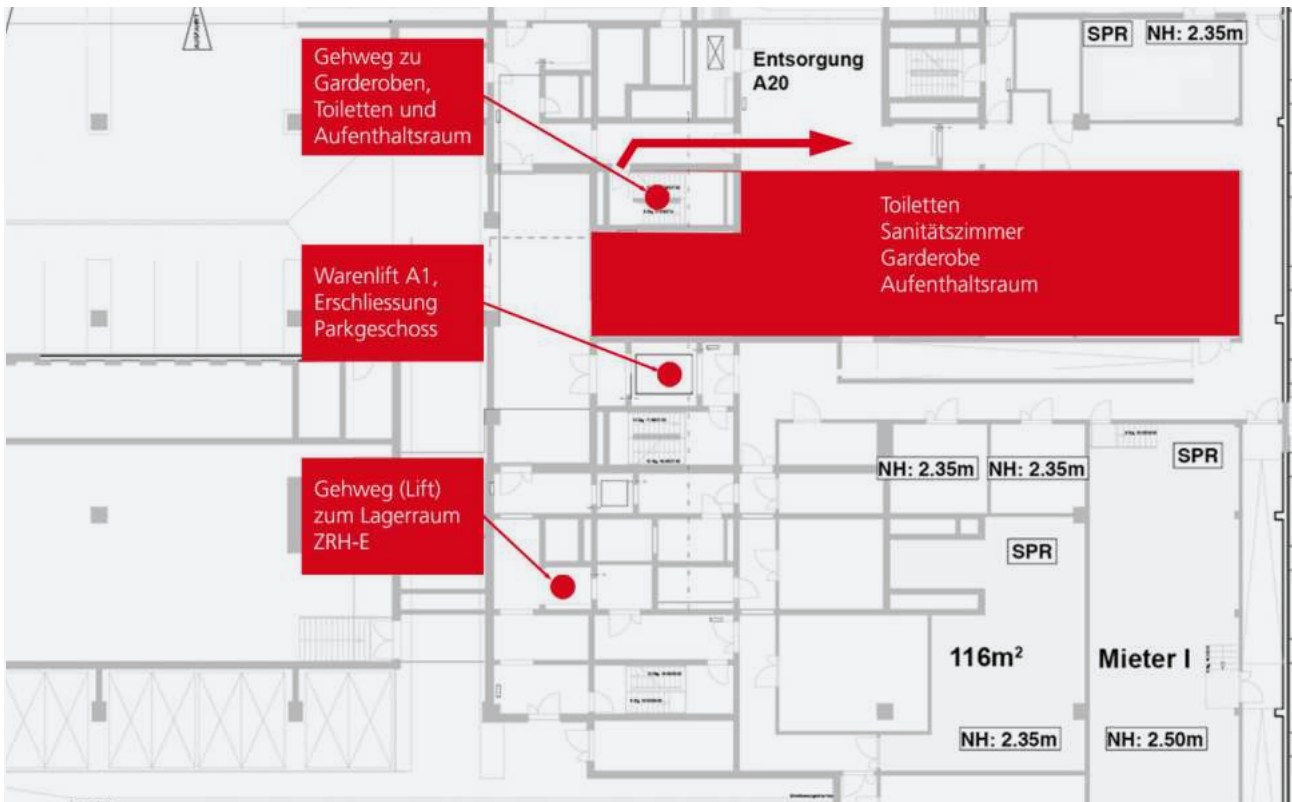 SPR
NH: 2.35m
Gehweg zu
Garderoben,
Toiletten und
Aufenthaltsraum
Entsorgung
A20
Toiletten
Sanitätszimmer
Garderobe
Aufenthaltsraum
Warenlift A1,
Erschliessung
Parkgeschoss
NH: 2.35m
NH: 2.35m
SPR
Gehweg (Lift)
zum Lagerraum
ZRH-E
SPR
116m²
Mieter I
NH: 2.35m
NH: 2.50m